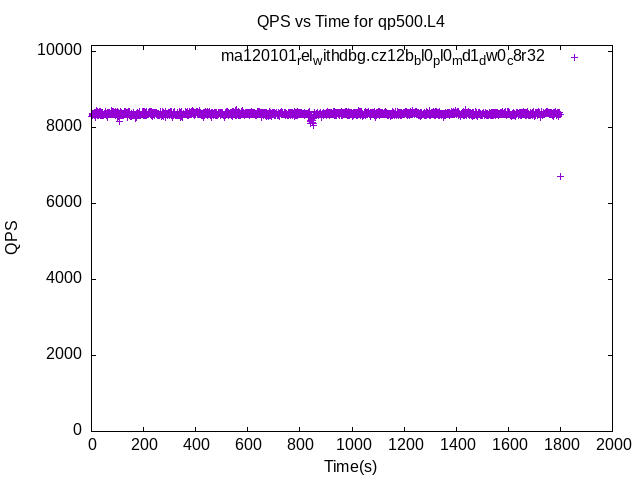 QPS vs Time for qp500.L4
ma120101_rel_withdbg.cz12b_bl0_pl0_md1_dw0_c8r32
10000
8000
6000
4000
2000
0
QPS
0 200 400 600 800 1000 1200 1400 1600 1800 2000
Time(s)